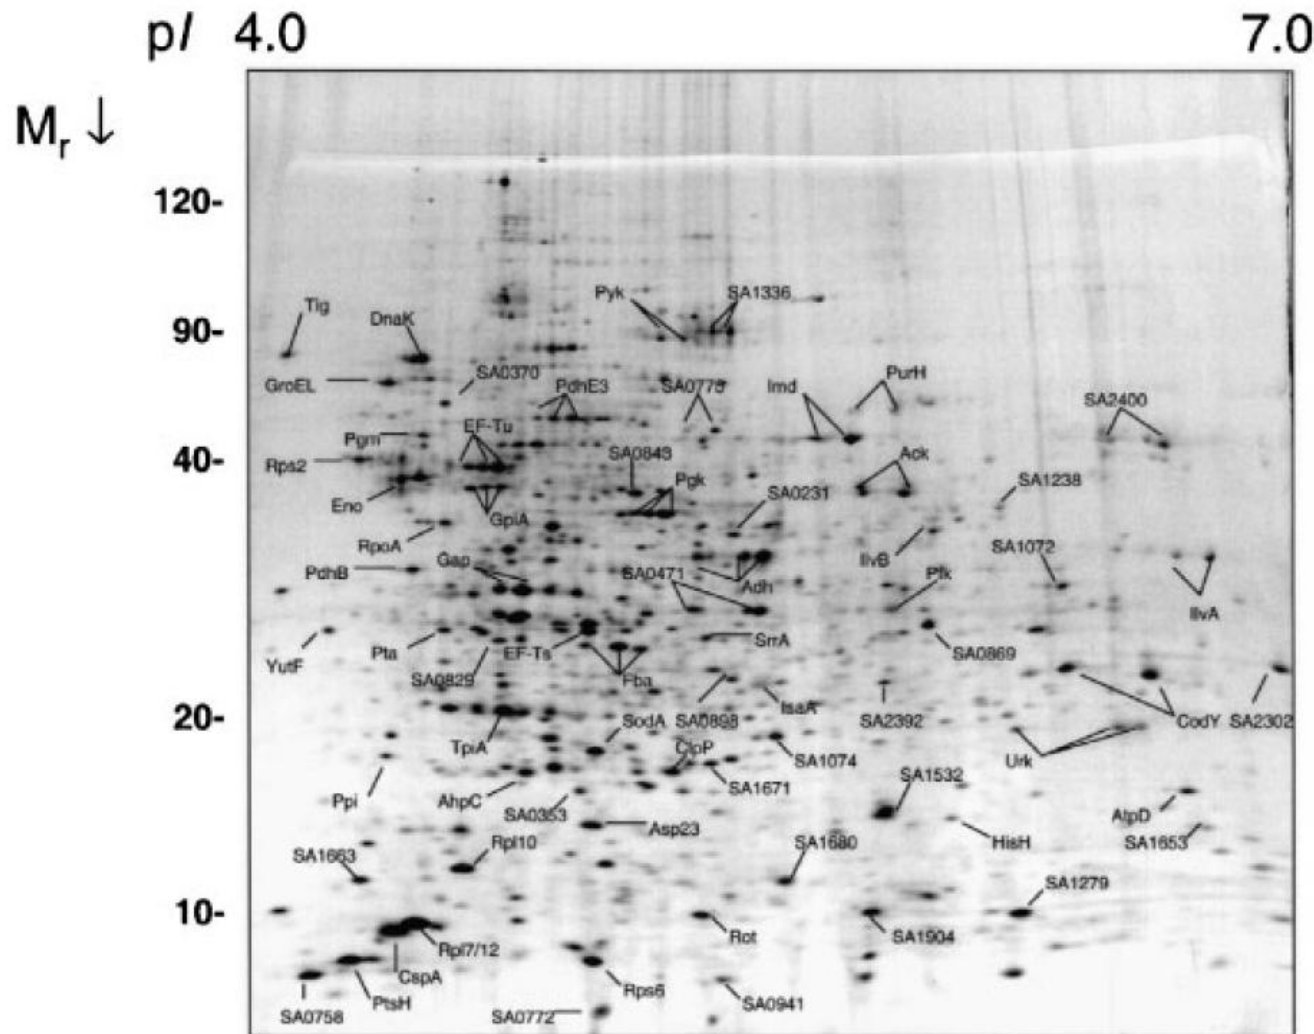 pI 4.0 7.0
Mr ↓
120-
90-
40-
20-
10-
Pyk SA1336
Tig
DnaK
GroEL SA0370 PdhE3 SA0775 Imd PurH
SA2400
Pgm EF-Tu
Rps2 SA0843 Ack
Pgk SA1238
Eno GpiA SA0231
RpoA IlvB SA1072
PdhB Gap SA0471 Adh Pfk
IlvA
YutF Pta EF-Ts SrrA SA0869
SA0829 Fba
IsaA
SodA SA0898 SA2392 CodY SA2302
TpiA ClpP SA1074 Urk
SA1671 SA1532
Ppi AhpC
SA0353 AlpD
Asp23 HisH SA1653
SA1663 Rpl10 SA1680
SA1279
Rot SA1904
Rpl7/12
CspA
PtsH Rps6 SA0941
SA0758 SA0772